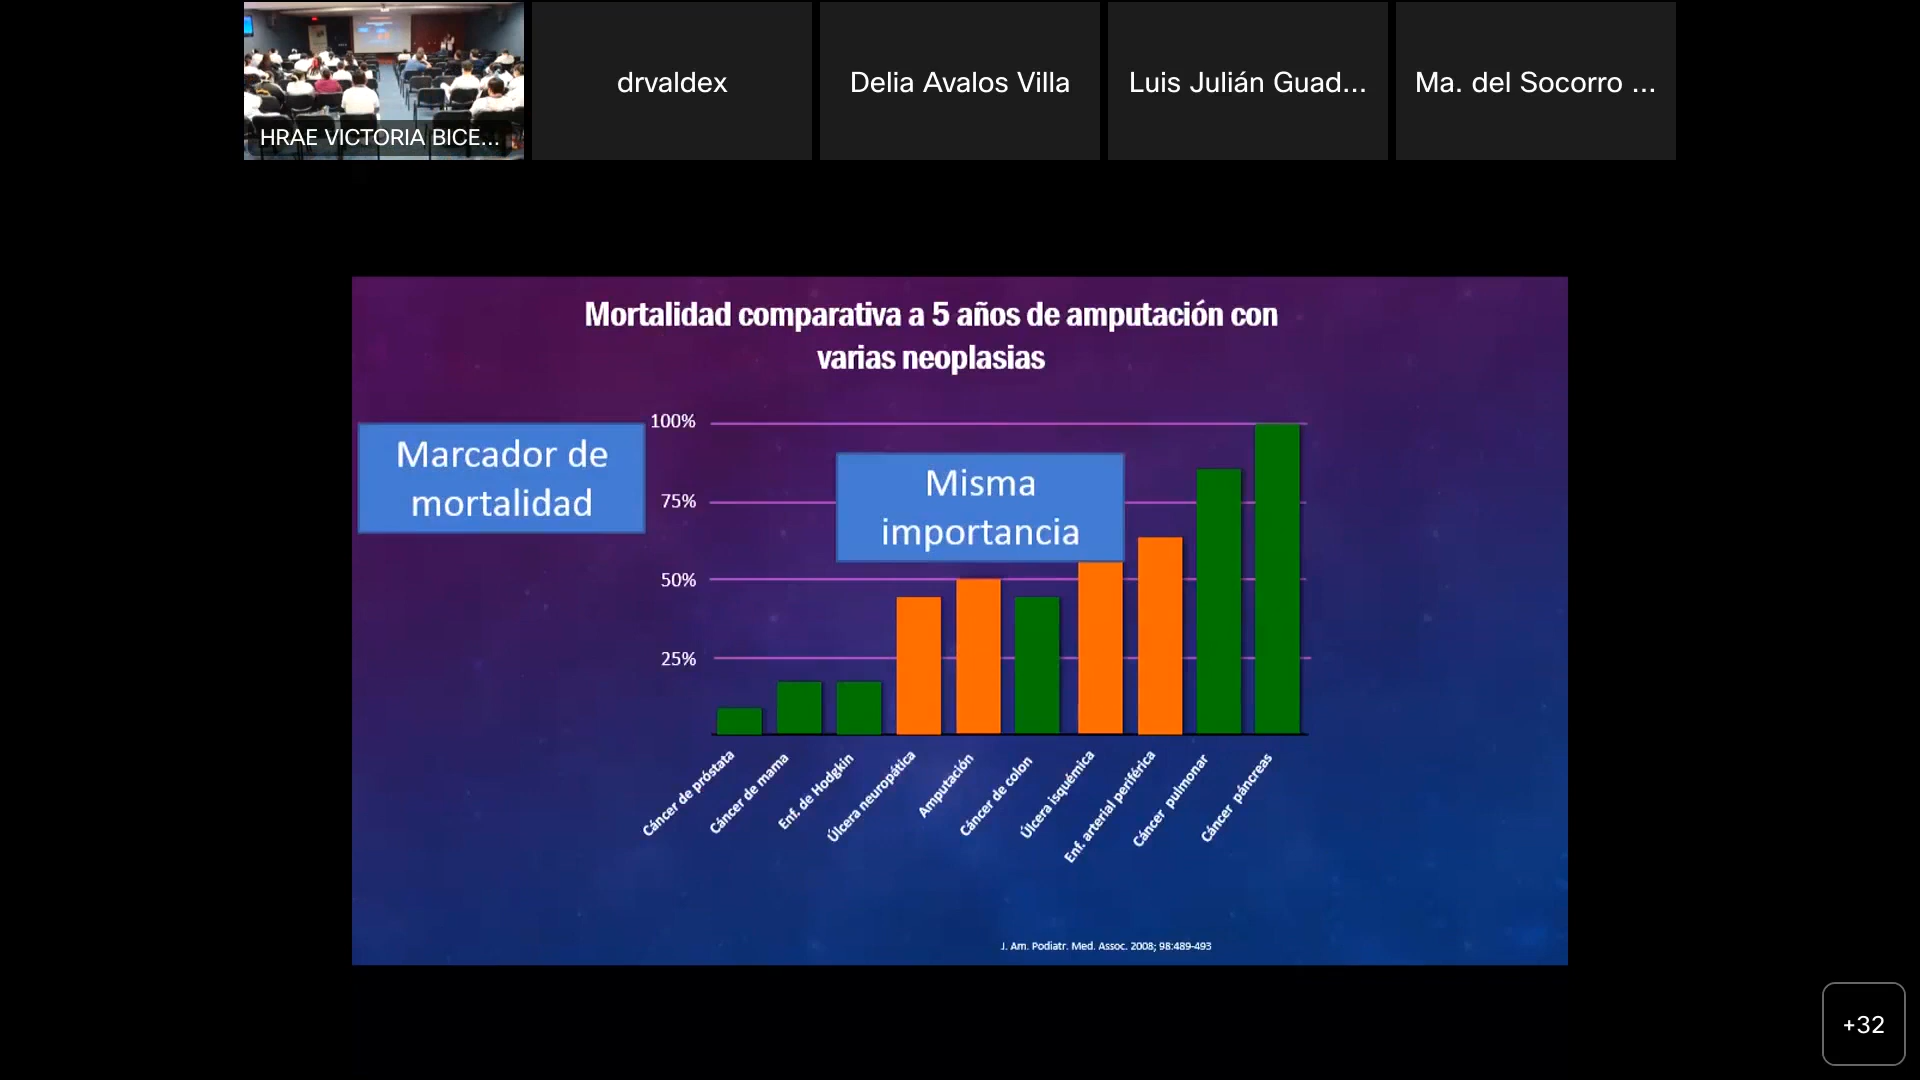 HRAE VICTORIA BICE...
drvaldex
Delia Avalos Villa
Luis Julián Guad...
Ma. del Socorro ...
Mortalidad comparativa a 5 años de amputación con
varias neoplasias
Marcador de
mortalidad
Misma
importancia
100%
75%
50%
25%
Cáncer de próstata
Cáncer de mama
Enf. de Hodgkin
Úlcera neuropática
Amputación
Cáncer de colon
Úlcera isquémica
Enf. arterial periférica
Cáncer pulmonar
Cáncer páncreas
J. Am. Podiatr. Med. Assoc. 2008; 98:489-493
+32